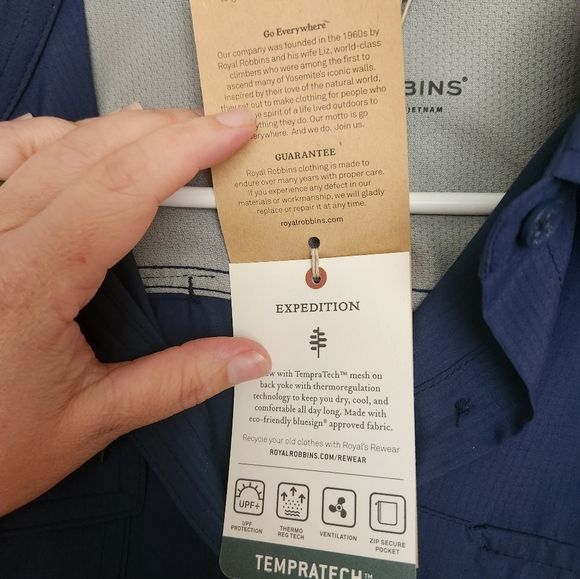 Go Everywhere™
Our company was founded in the 1960s by
Royal Robbins and his wife Liz, world-class
climbers who were among the first to
ascend many of Yosemite's iconic walls.
Inspired by their love of the natural world,
they set out to make clothing for people who
spirit of a life lived outdoors to
everything they do. Our motto is go
everywhere. And we do. Join us.
GUARANTEE
Royal Robbins clothing is made to
endure over many years with proper care.
If you experience any defect in our
materials or workmanship, we will gladly
replace or repair it at any time.
royalrobbins.com
BINS®
EXPEDITION
with TempraTech™ mesh on
back yoke with thermoregulation
technology to keep you dry, cool, and
comfortable all day long. Made with
eco-friendly bluesign® approved fabric.
Recycle your old clothes with Royal's Rewear
ROYALROBBINS.COM/REWEAR
UPF+
UPF
PROTECTION
THERMO
REG TECH
VENTILATION
ZIP SECURE
POCKET
TEMPRATECH™